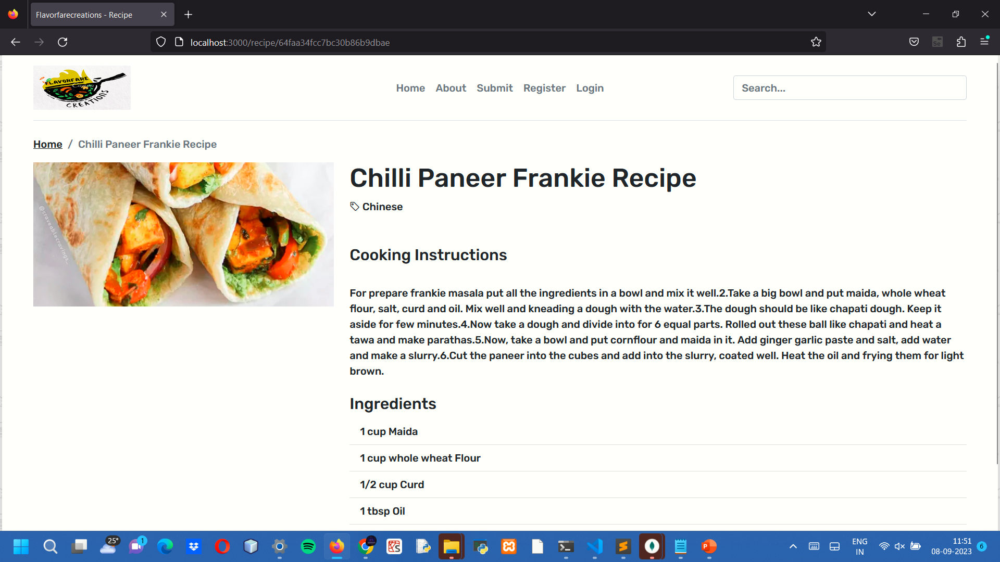 Flavorfarecreations - Recipe
localhost:3000/recipe/64faa34fcc7bc30b86b9dbae
Se
FLAVORFARE
CREATIONS
Home About Submit Register Login
Search...
Home / Chilli Paneer Frankie Recipe
@craveablecravings_
Chilli Paneer Frankie Recipe
Chinese
Cooking Instructions
For prepare frankie masala put all the ingredients in a bowl and mix it well.2.Take a big bowl and put maida, whole wheat
flour, salt, curd and oil. Mix well and kneading a dough with the water.3.The dough should be like chapati dough. Keep it
aside for few minutes.4.Now take a dough and divide into for 6 equal parts. Rolled out these ball like chapati and heat a
tawa and make parathas.5.Now, take a bowl and put cornflour and maida in it. Add ginger garlic paste and salt, add water
and make a slurry.6.Cut the paneer into the cubes and add into the slurry, coated well. Heat the oil and frying them for light
brown.
Ingredients
1 cup Maida
1 cup whole wheat Flour
1/2 cup Curd
1 tbsp Oil
25°
1
ENG
IN
11:51
08-09-2023
6